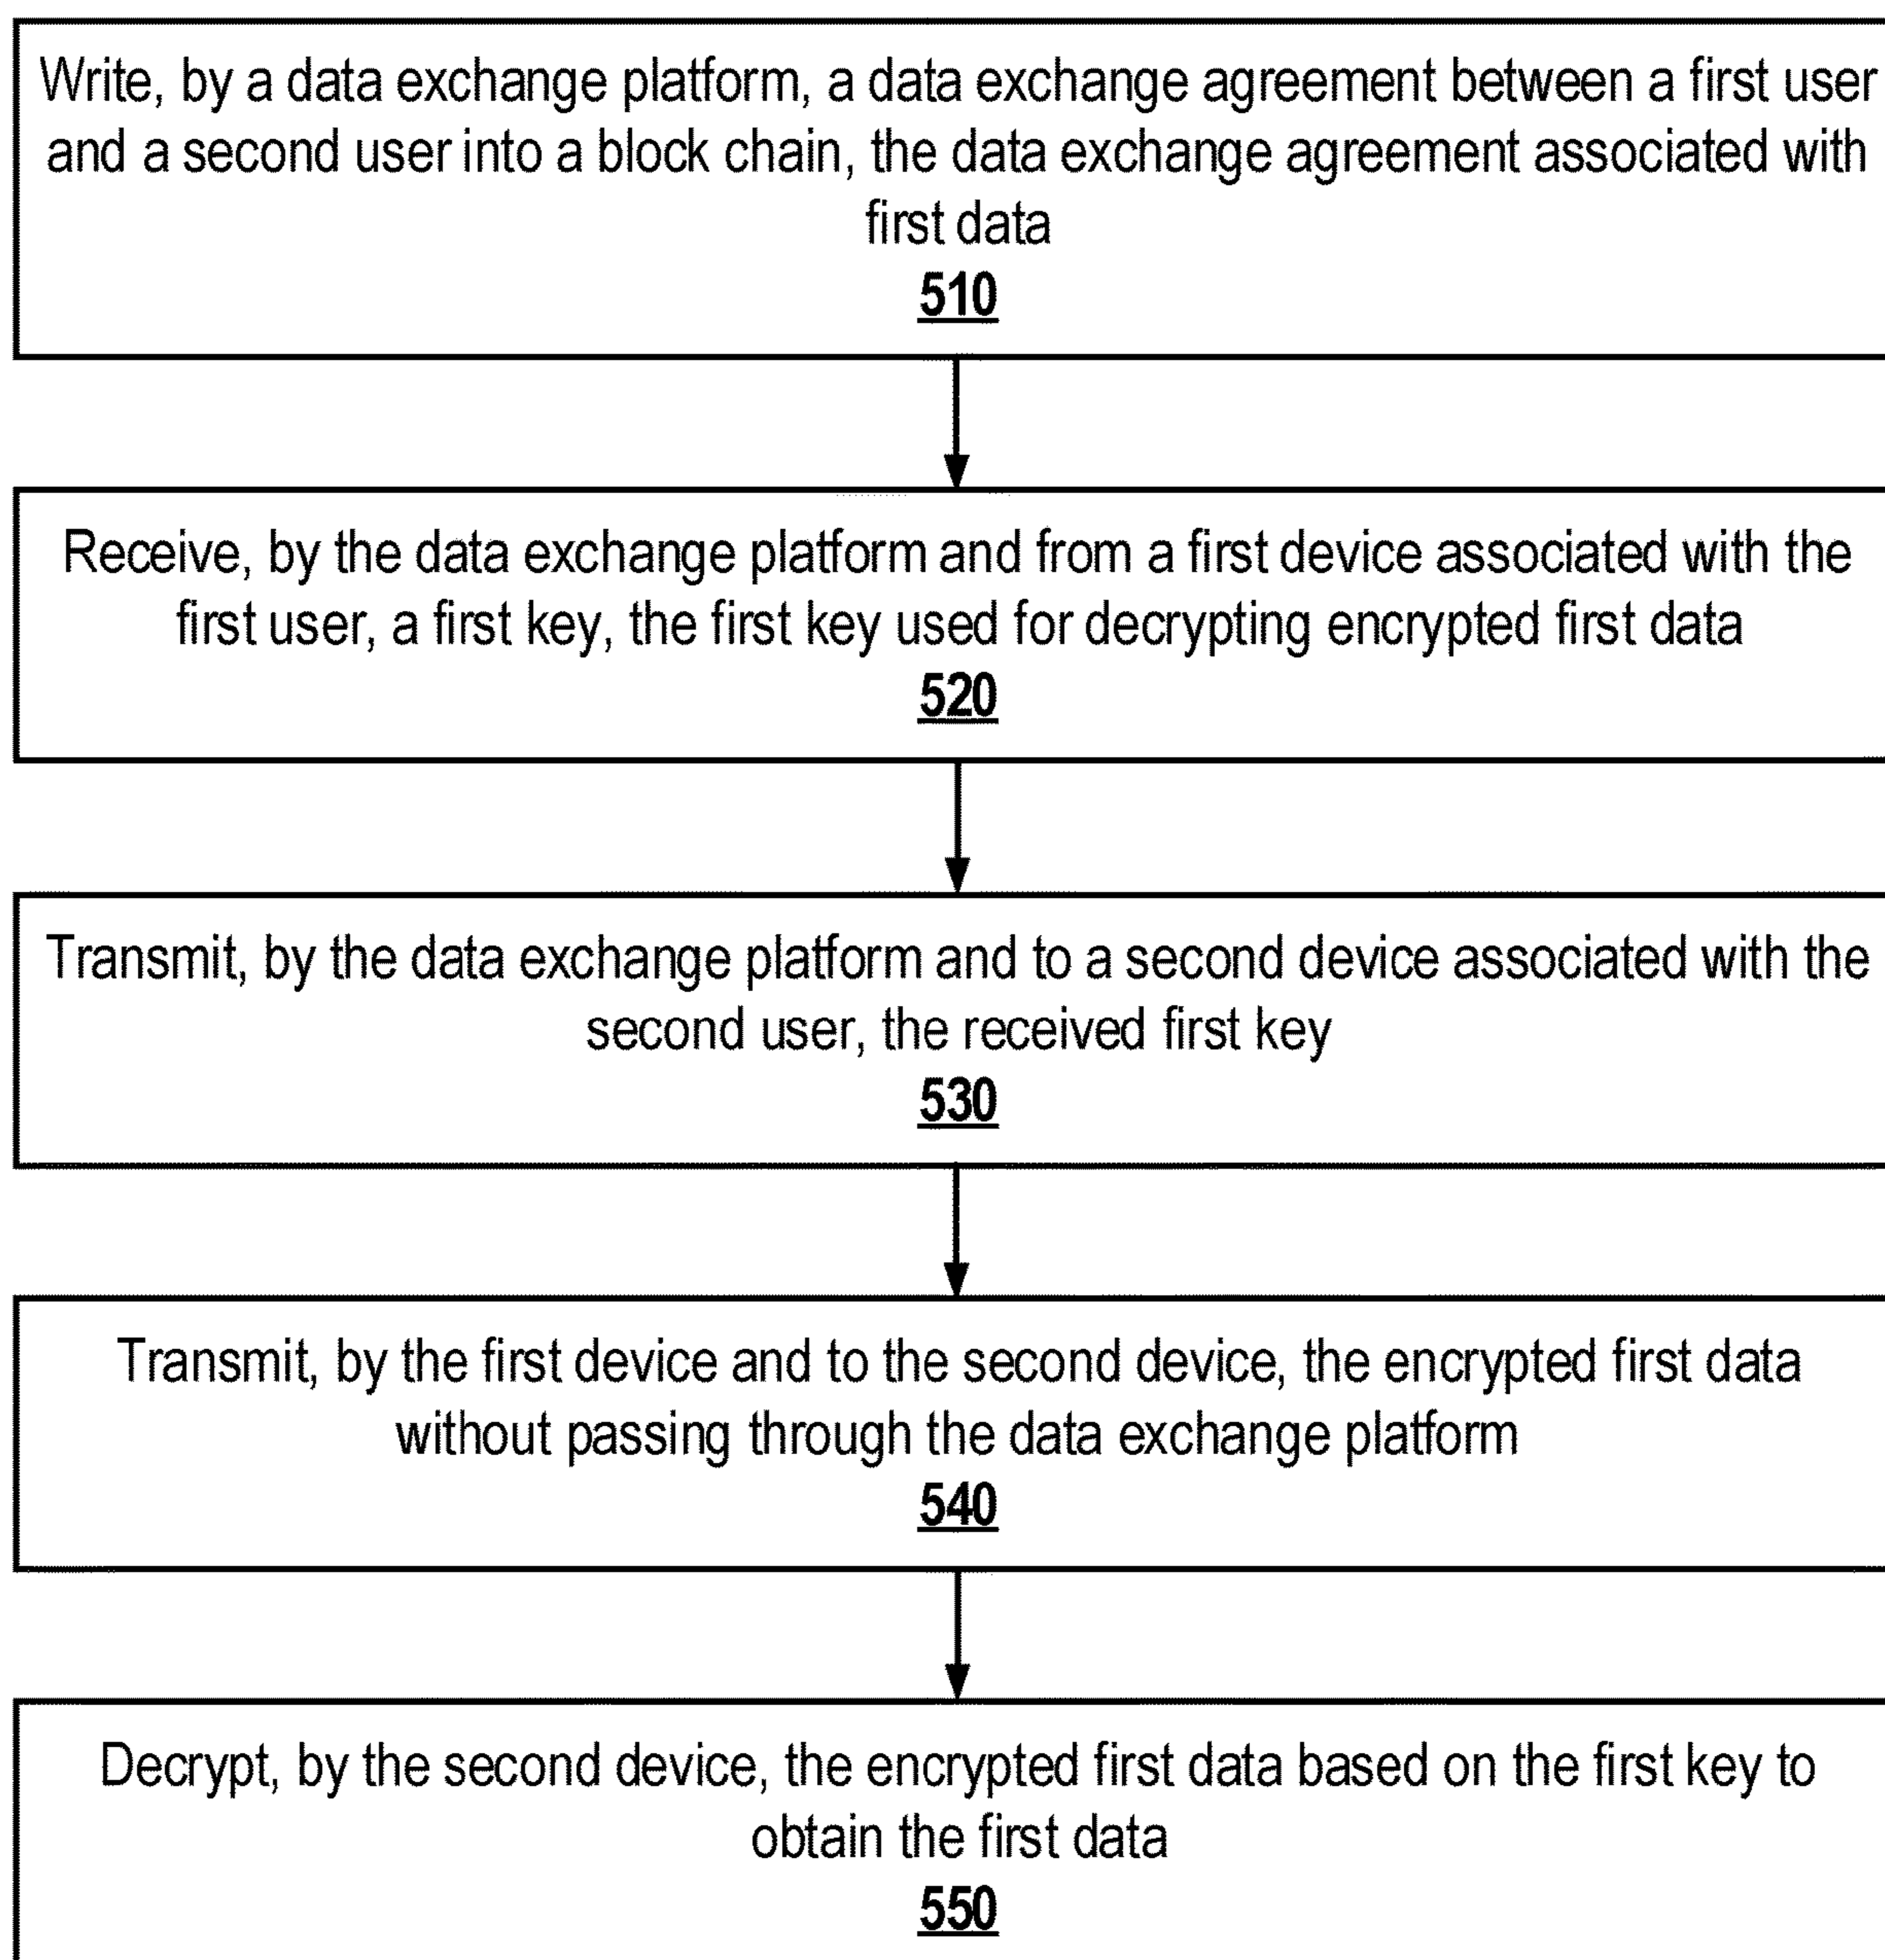 Write, by a data exchange platform, a data exchange agreement between a first user
and a second user into a block chain, the data exchange agreement associated with
first data
510
Receive, by the data exchange platform and from a first device associated with the
first user, a first key, the first key used for decrypting encrypted first data
520
Transmit, by the data exchange platform and to a second device associated with the
second user, the received first key
530
Transmit, by the first device and to the second device, the encrypted first data
without passing through the data exchange platform
540
Decrypt, by the second device, the encrypted first data based on the first key to
obtain the first data
550